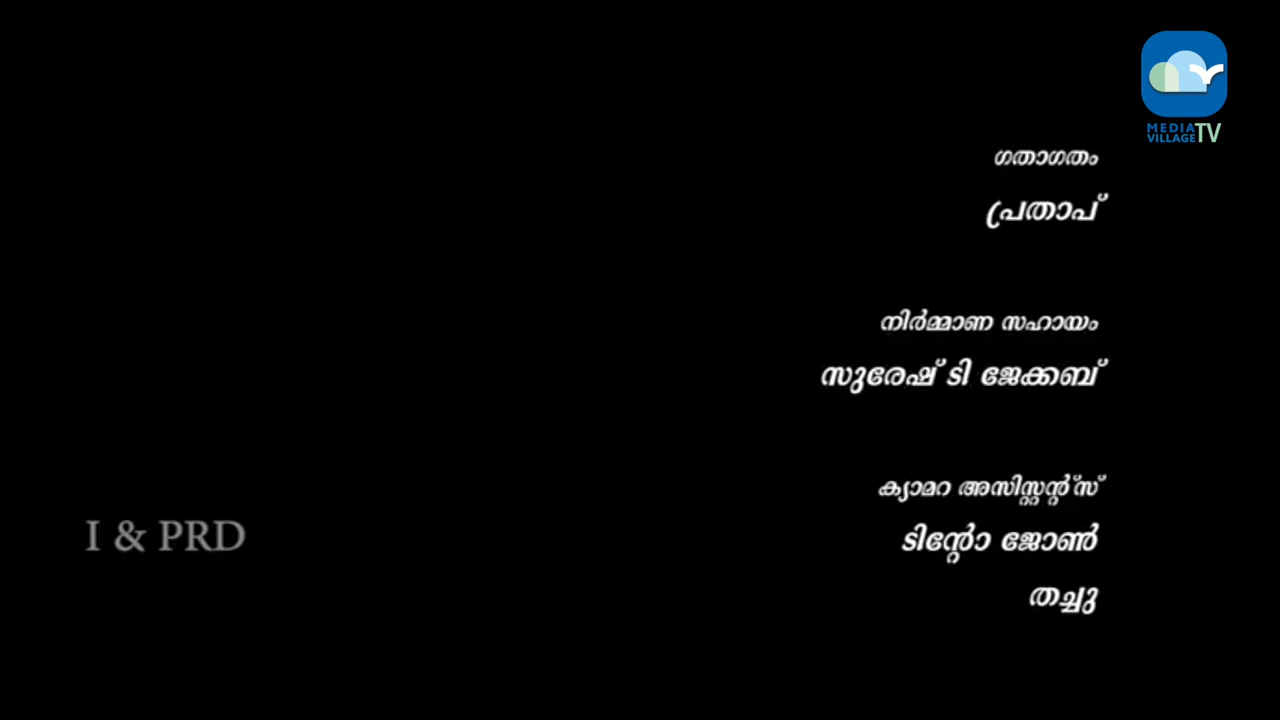 MEDIA
VILLAGE TV
ഗതാഗതം
പ്രതാപ്
നിർമ്മാണ സഹായം
സുരേഷ് ടി ജേക്കബ്
ക്യാമറ അസിസ്റ്റന്റ്സ്
ടിന്റോ ജോൺ
തച്ചു
I & PRD